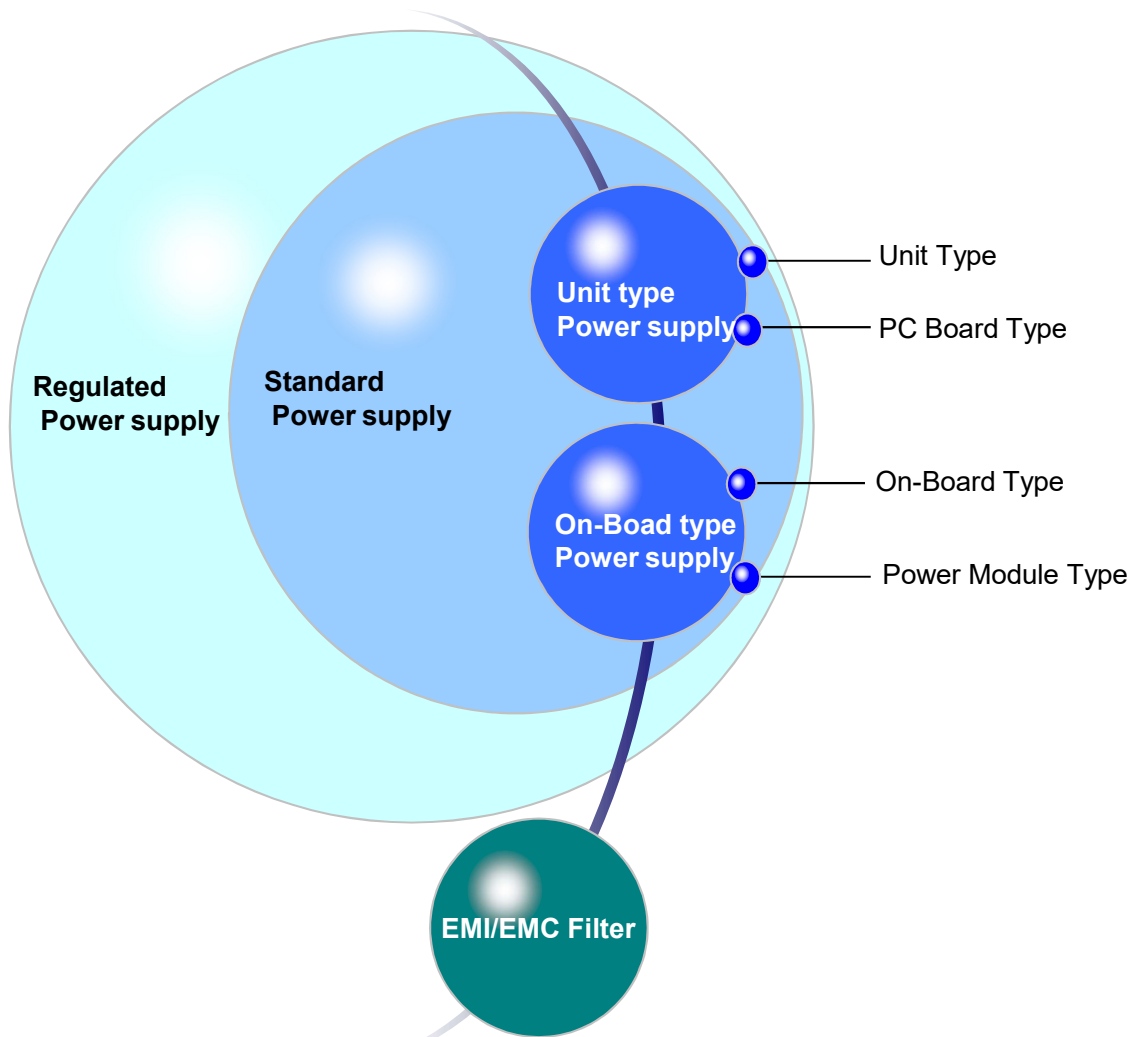 Regulated
Power supply
Standard
Power supply
Unit type
Power supply
Unit Type
PC Board Type
On-Boad type
Power supply
On-Board Type
Power Module Type
EMI/EMC Filter